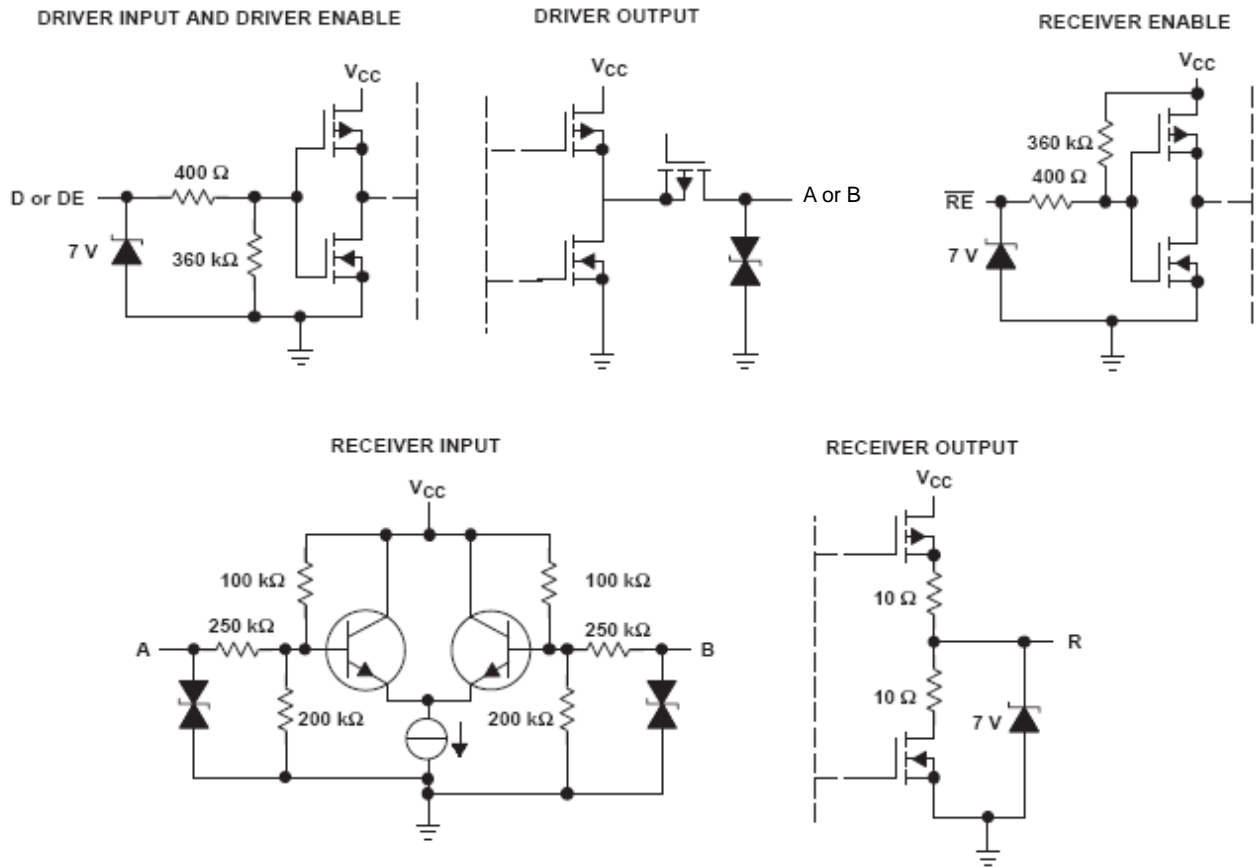 DRIVER INPUT AND DRIVER ENABLE
DRIVER OUTPUT
RECEIVER ENABLE
VCC
400 Ω
D or DE
7 V
360 kΩ
VCC
A or B
VCC
360 kΩ
400 Ω
RE
7 V
RECEIVER INPUT
VCC
100 kΩ
100 kΩ
250 kΩ
250 kΩ
A
B
200 kΩ
200 kΩ
RECEIVER OUTPUT
VCC
10 Ω
R
10 Ω
7 V